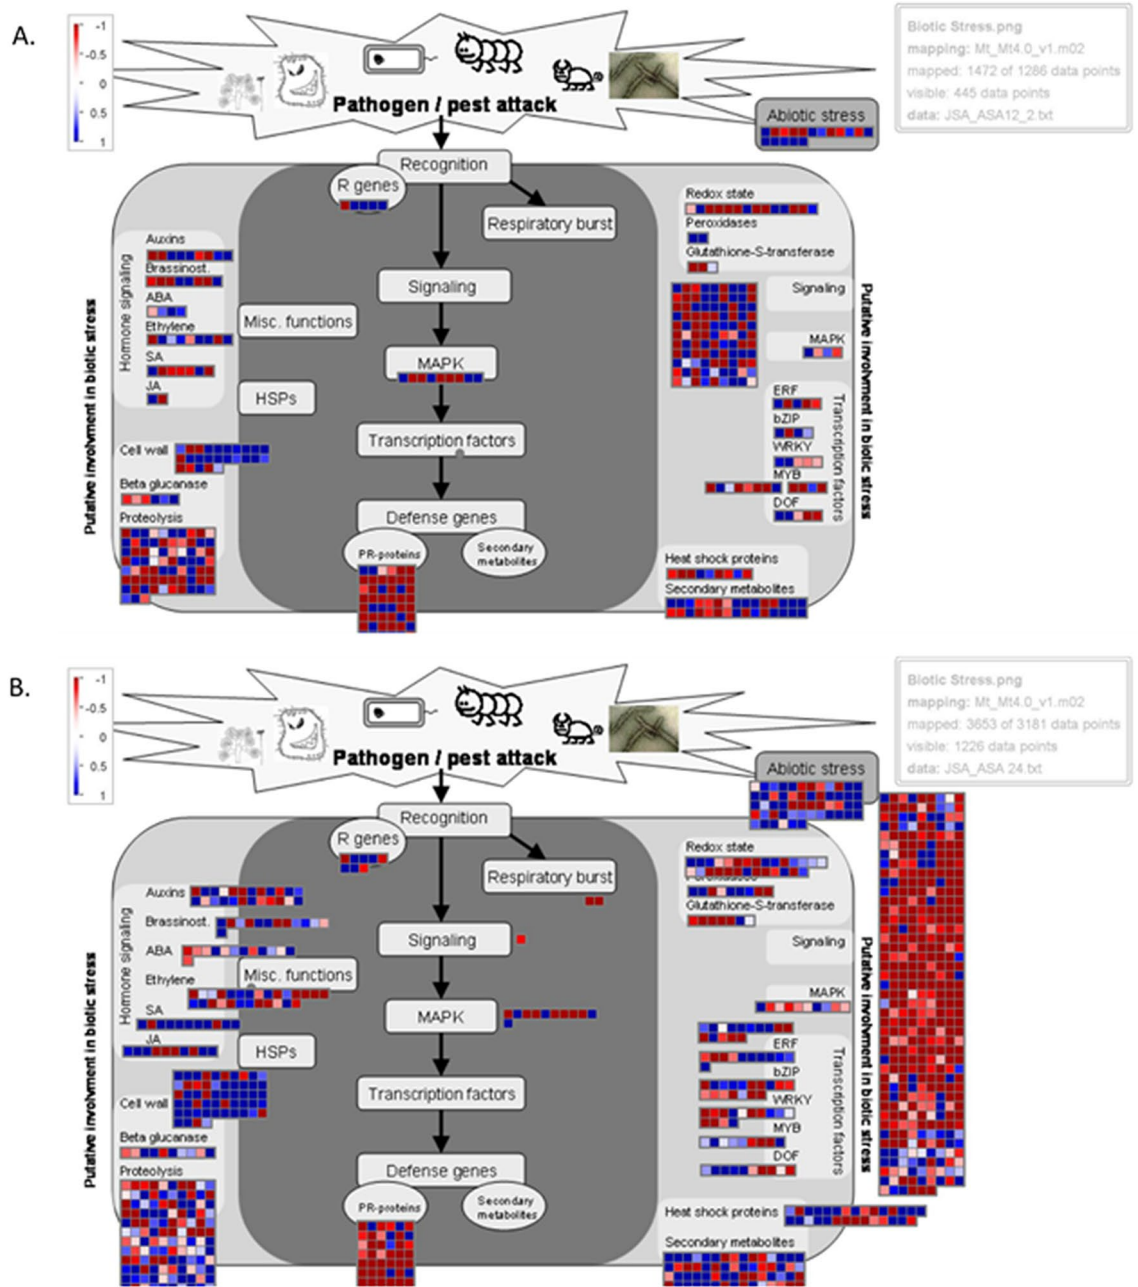 A.
-1
-0.5
0
0.5
1
Pathogen / pest attack
Biotic Stress.png
mapping: Mt_Mt4.0_v1.m02
mapped: 1472 of 1286 data points
visible: 445 data points
data: JSA_ASA12_2.txt
Abiotic stress
Recognition
R genes
Respiratory burst
Signaling
Misc. functions
MAPK
HSPs
Transcription factors
Defense genes
PR-proteins
Secondary
metabolites
Putative involvment in biotic stress
Hormone signaling
Auxins
Brassinost.
ABA
Ethylene
SA
JA
Cell wall
Beta glucanase
Proteolysis
Redox state
Peroxidases
Glutathione-S-transferase
Signaling
MAPK
ERF
bZIP
WRKY
MYB
DOF
Transcription factors
Putative involvment in biotic stress
Heat shock proteins
Secondary metabolites
B.
-1
-0.5
0
0.5
1
Pathogen / pest attack
Biotic Stress.png
mapping: Mt_Mt4.0_v1.m02
mapped: 3653 of 3181 data points
visible: 1226 data points
data: JSA_ASA 24.txt
Abiotic stress
Recognition
R genes
Respiratory burst
Signaling
Misc. functions
MAPK
HSPs
Transcription factors
Defense genes
PR-proteins
Secondary
metabolites
Putative involvment in biotic stress
Hormone signaling
Auxins
Brassinost.
ABA
Ethylene
SA
JA
Cell wall
Beta glucanase
Proteolysis
Redox state
Glutathione-S-transferase
Signaling
MAPK
ERF
bZIP
WRKY
MYB
DOF
Transcription factors
Putative involvment in biotic stress
Heat shock proteins
Secondary metabolites